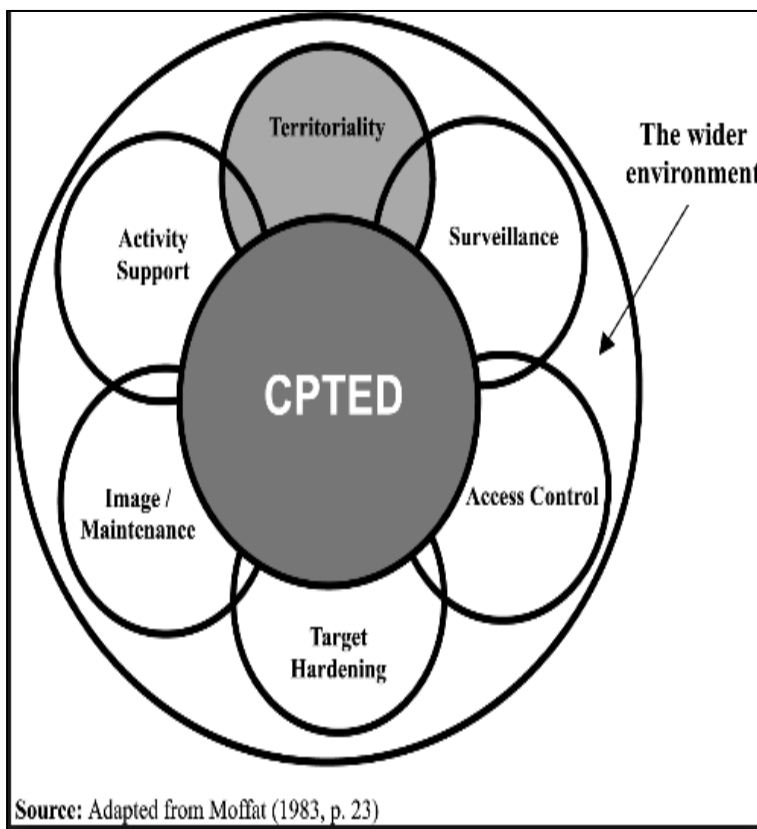 Territoriality
The wider
environment
Surveillance
Activity
Support
CPTED
Access Control
Image /
Maintenance
Target
Hardening
Source: Adapted from Moffat (1983, p. 23)